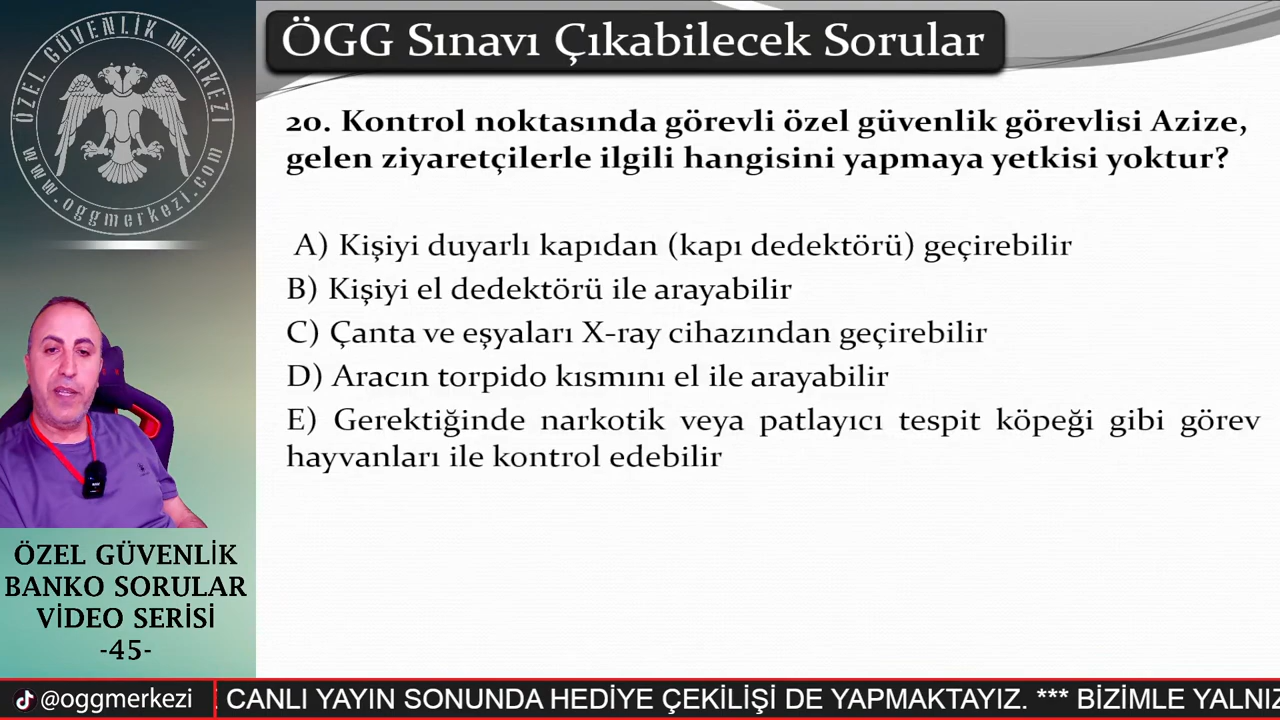 ÖZEL GÜVENLİK MERKEZİ
www.oggmerkezi.com
ÖGG Sınavı Çıkabilecek Sorular
20. Kontrol noktasında görevli özel güvenlik görevlisi Azize,
gelen ziyaretçilerle ilgili hangisini yapmaya yetkisi yoktur?
A) Kişiyi duyarlı kapıdan (kapı dedektörü) geçirebilir
B) Kişiyi el dedektörü ile arayabilir
C) Çanta ve eşyaları X-ray cihazından geçirebilir
D) Aracın torpido kısmını el ile arayabilir
E) Gerektiğinde narkotik veya patlayıcı tespit köpeği gibi görev
hayvanları ile kontrol edebilir
ÖZEL GÜVENLİK
BANKO SORULAR
VİDEO SERİSİ
-45-
@oggmerkezi
CANLI YAYIN SONUNDA HEDİYE ÇEKİLİŞİ DE YAPMAKTAYIZ. *** BİZİMLE